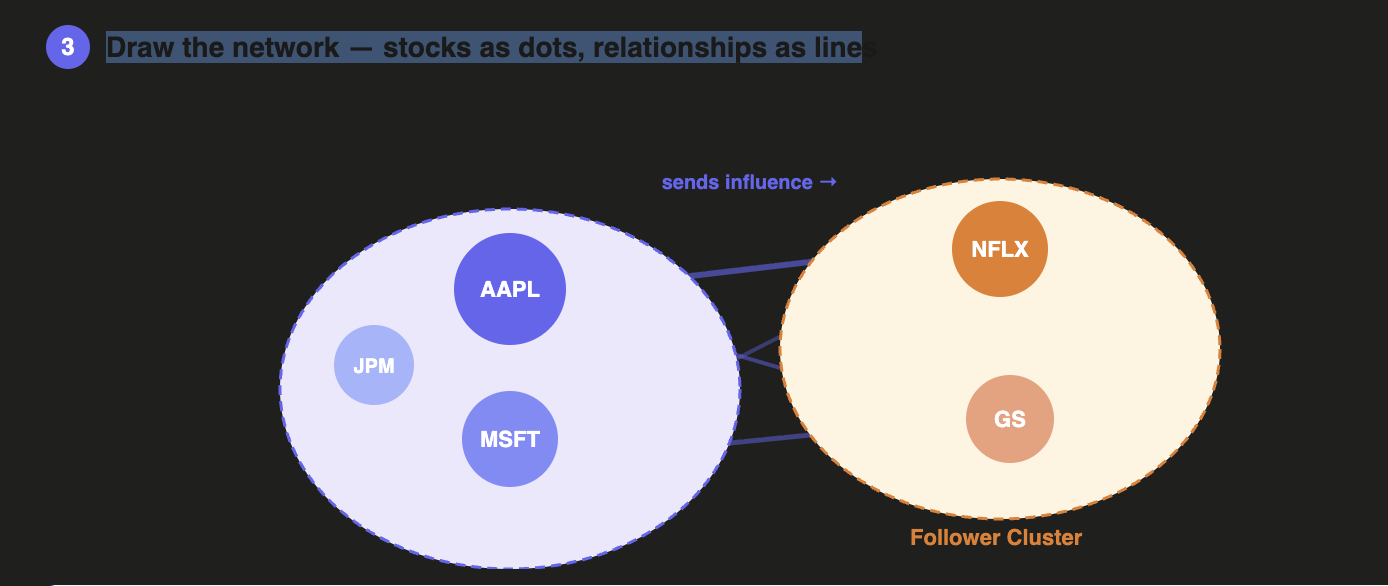 3
Draw the network — stocks as dots, relationships as lines
sends influence →
NFLX
AAPL
JPM
GS
MSFT
Follower Cluster